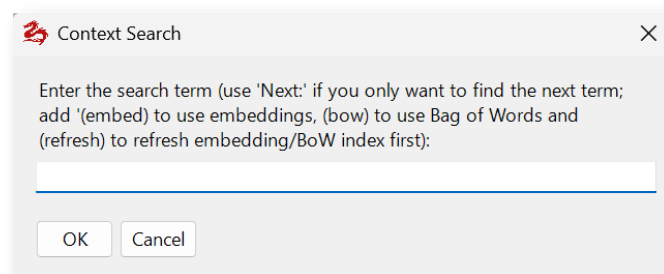 Context Search
Enter the search term (use 'Next:' if you only want to find the next term;
add '(embed) to use embeddings, (bow) to use Bag of Words and
(refresh) to refresh embedding/BoW index first):
OK Cancel